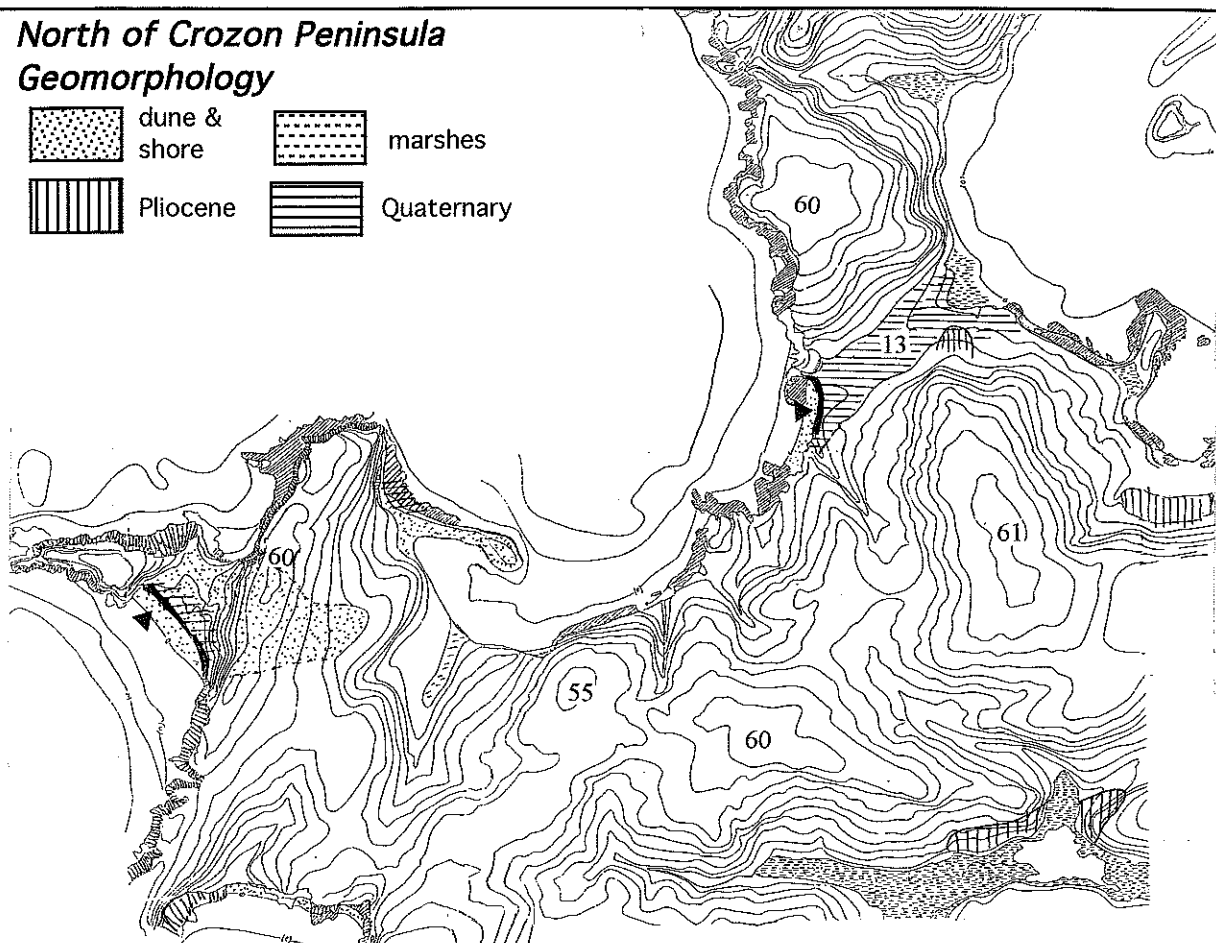 North of Crozon Peninsula
Geomorphology
dune &
shore
marshes
Pliocene
Quaternary
60
13
61
60
55
60